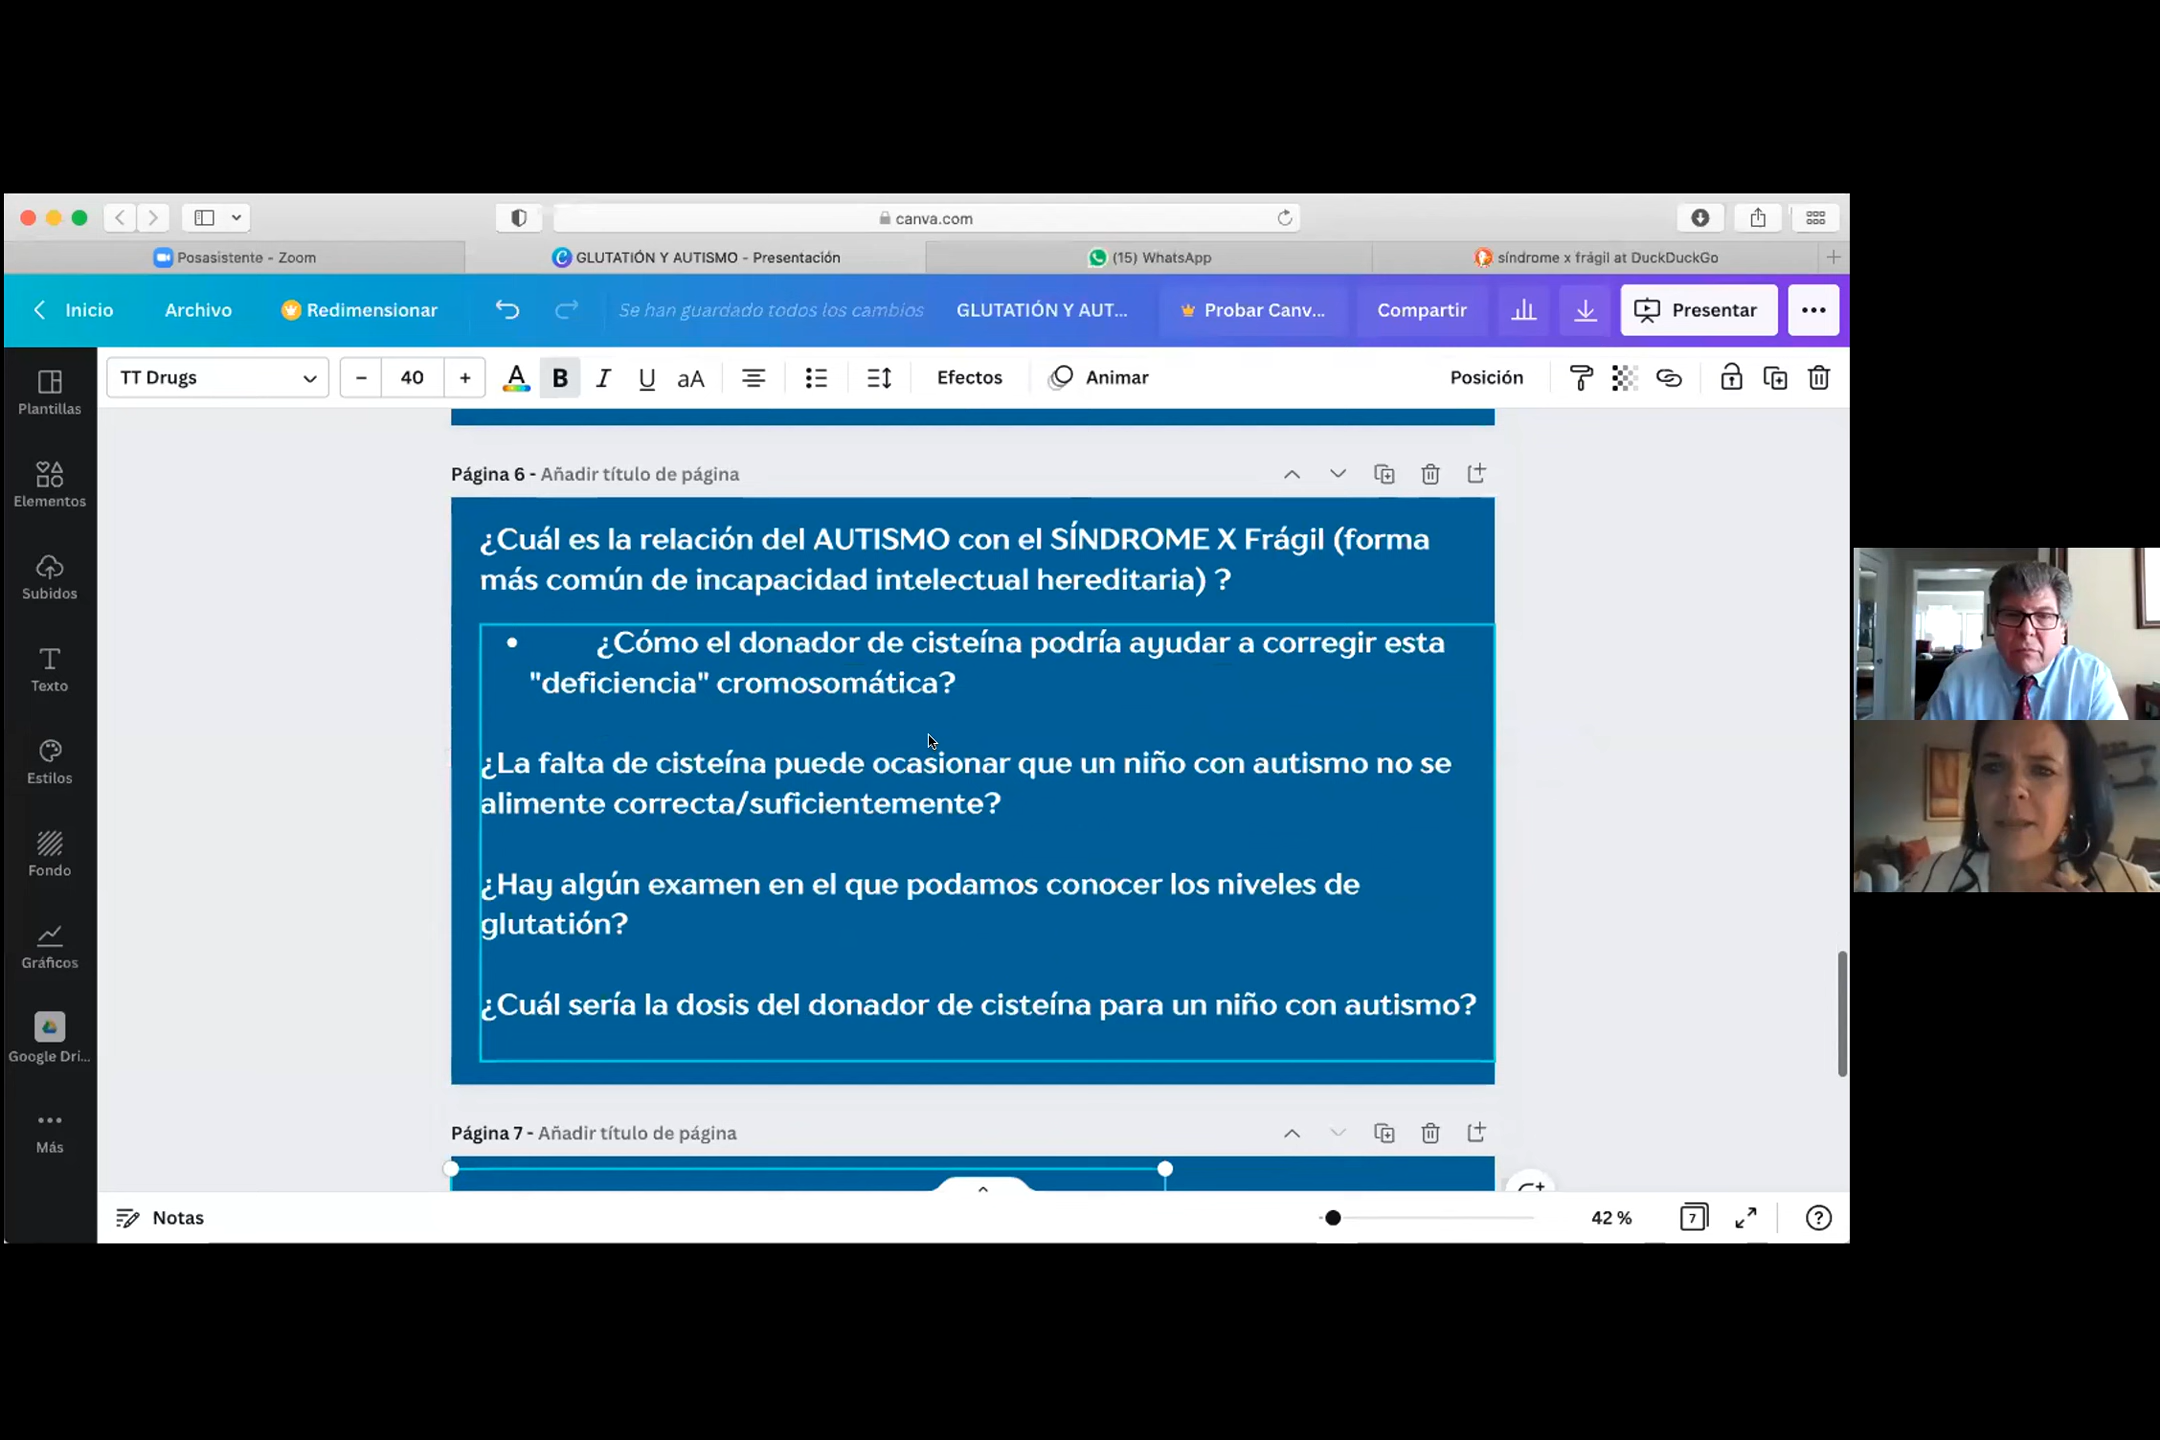 canva.com
Posasistente - Zoom
GLUTATIÓN Y AUTISMO - Presentación
(15) WhatsApp
síndrome x frágil at DuckDuckGo
Inicio
Archivo
Redimensionar
Se han guardado todos los cambios
GLUTATIÓN Y AUT...
Probar Canv...
Compartir
Presentar
TT Drugs
40
A
B
I
U
aA
Efectos
Animar
Posición
Plantillas
Elementos
Subidos
Texto
Estilos
Fondo
Gráficos
Google Dri...
Más
Página 6 - Añadir título de página
¿Cuál es la relación del AUTISMO con el SÍNDROME X Frágil (forma
más común de incapacidad intelectual hereditaria) ?
• ¿Cómo el donador de cisteína podría ayudar a corregir esta
"deficiencia" cromosomática?
¿La falta de cisteína puede ocasionar que un niño con autismo no se
alimente correcta/suficientemente?
¿Hay algún examen en el que podamos conocer los niveles de
glutatión?
¿Cuál sería la dosis del donador de cisteína para un niño con autismo?
Página 7 - Añadir título de página
Notas
42 %
7
?